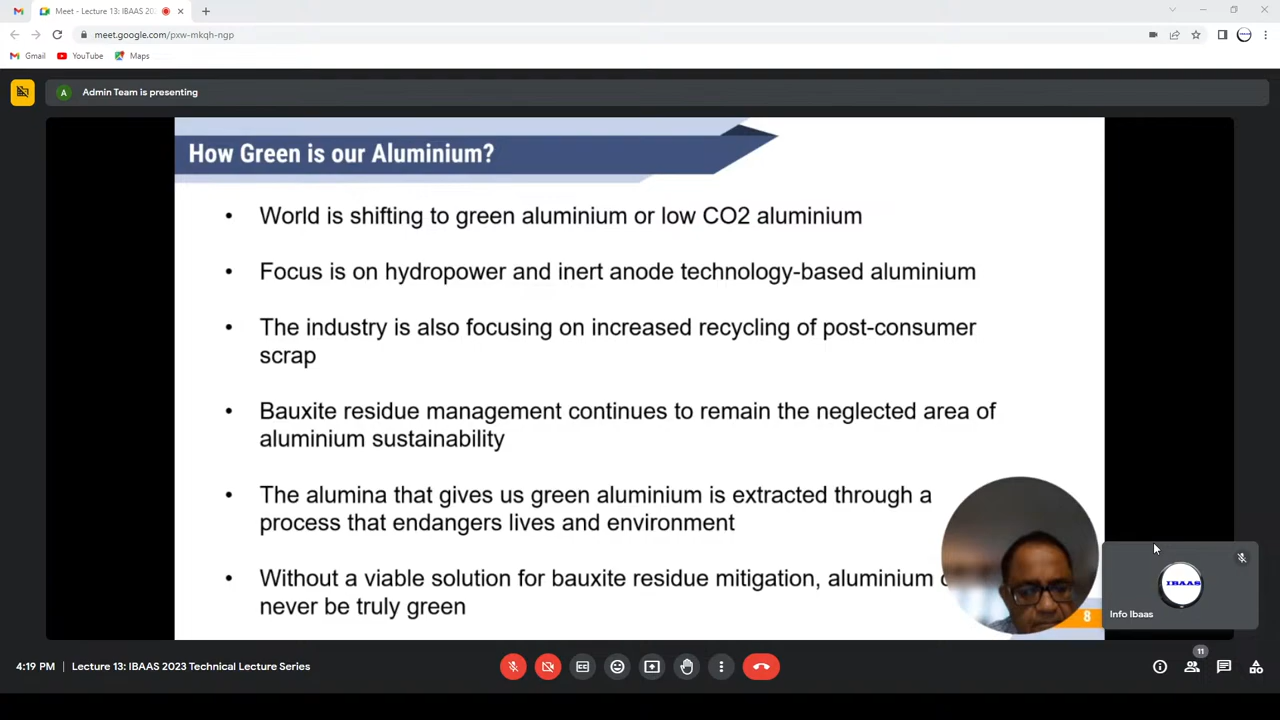 Meet - Lecture 13: IBAAS 202
meet.google.com/pxw-mkqh-ngp
Gmail
YouTube
Maps
A
Admin Team is presenting
How Green is our Aluminium?
• World is shifting to green aluminium or low CO2 aluminium
• Focus is on hydropower and inert anode technology-based aluminium
• The industry is also focusing on increased recycling of post-consumer
scrap
• Bauxite residue management continues to remain the neglected area of
aluminium sustainability
• The alumina that gives us green aluminium is extracted through a
process that endangers lives and environment
• Without a viable solution for bauxite residue mitigation, aluminium
never be truly green
8
IBAAS
Info Ibaas
4:19 PM | Lecture 13: IBAAS 2023 Technical Lecture Series
11